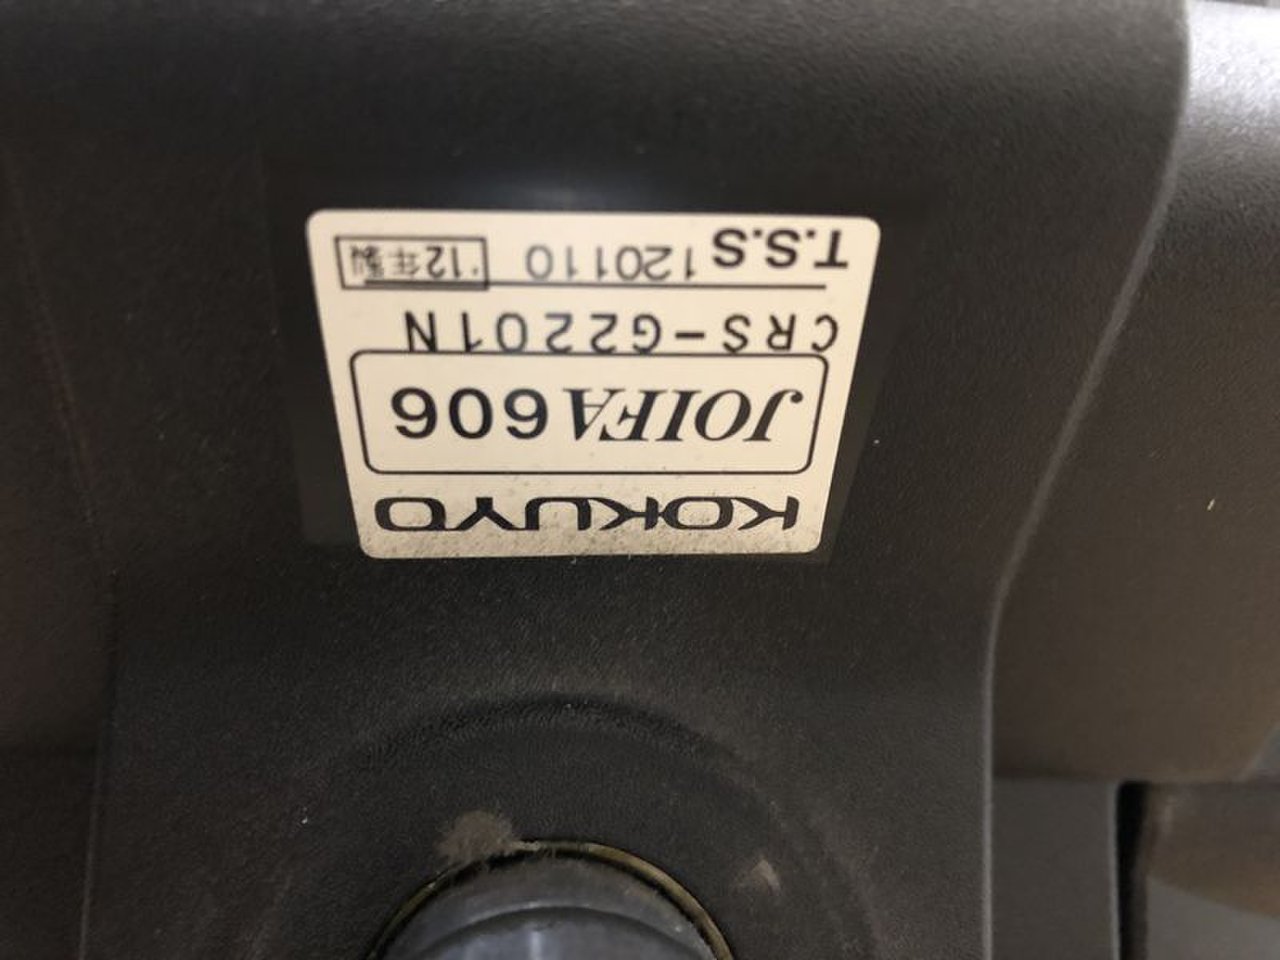 KOKUYO
JOIFA606
CRS-G2201N
T.S.S 120110 '12年製